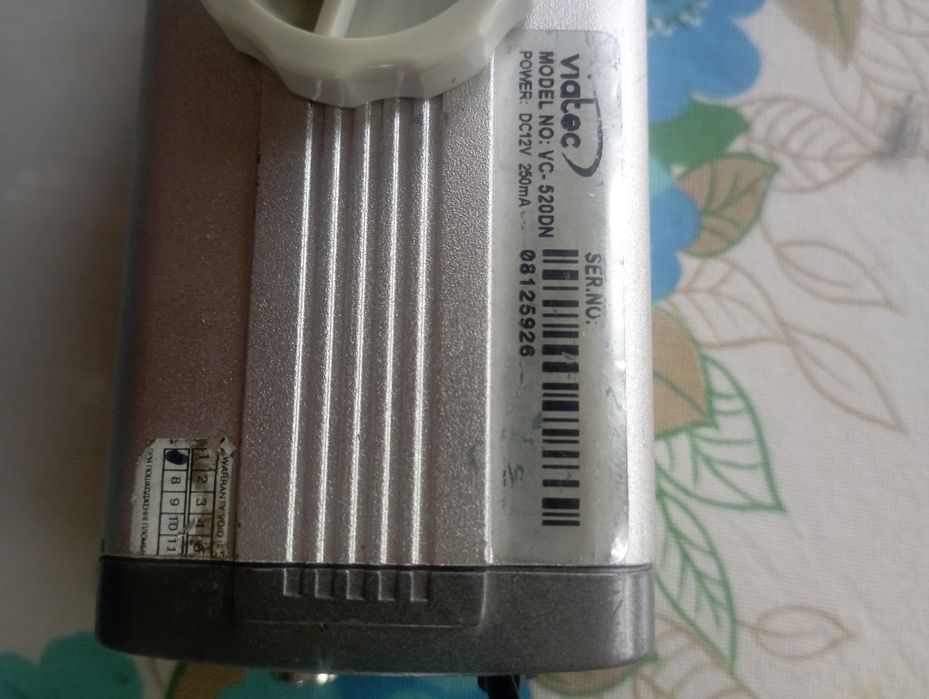 viatec
MODEL NO: VC- 520DN
POWER: DC12V 250mA
SER.NO:
08125926
WARRANTY VOID
1 2 3 4
8 9 10 11